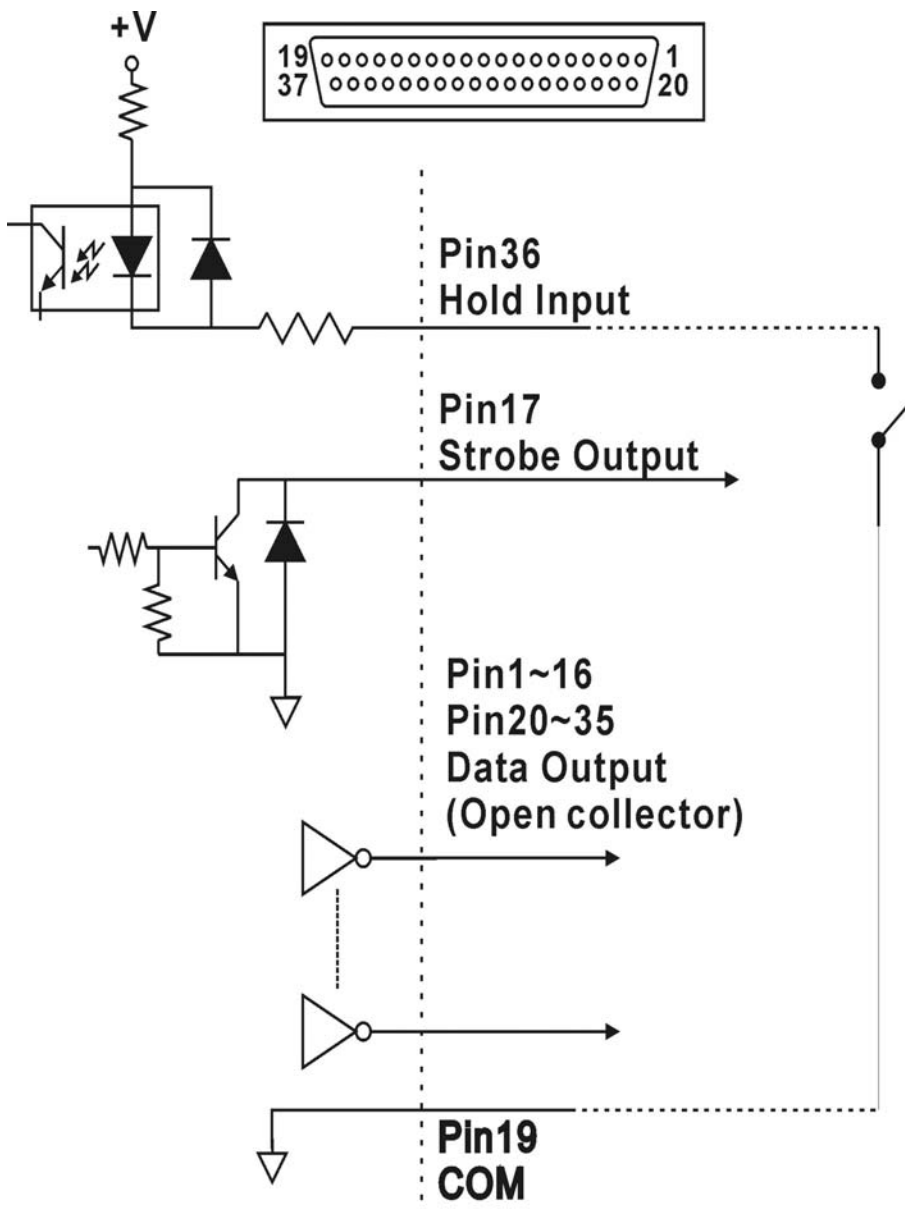 +V
19 1
37 20
Pin36
Hold Input
Pin17
Strobe Output
Pin1~16
Pin20~35
Data Output
(Open collector)
Pin19
COM